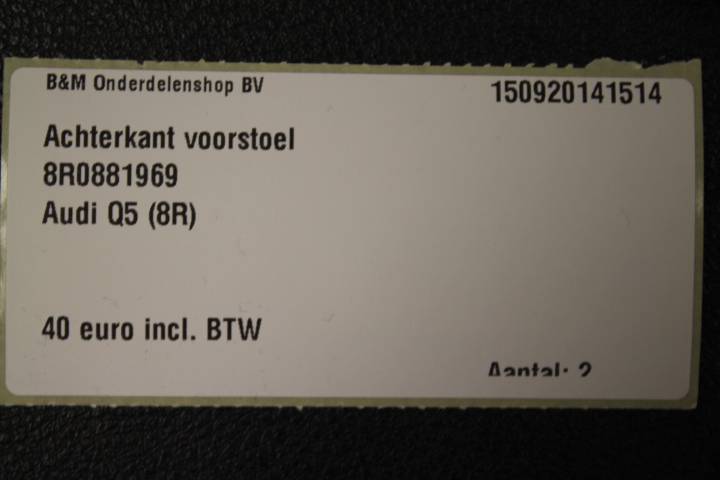 B&M Onderdelenshop BV
150920141514
Achterkant voorstoel
8R0881969
Audi Q5 (8R)
40 euro incl. BTW
Aantal: 2